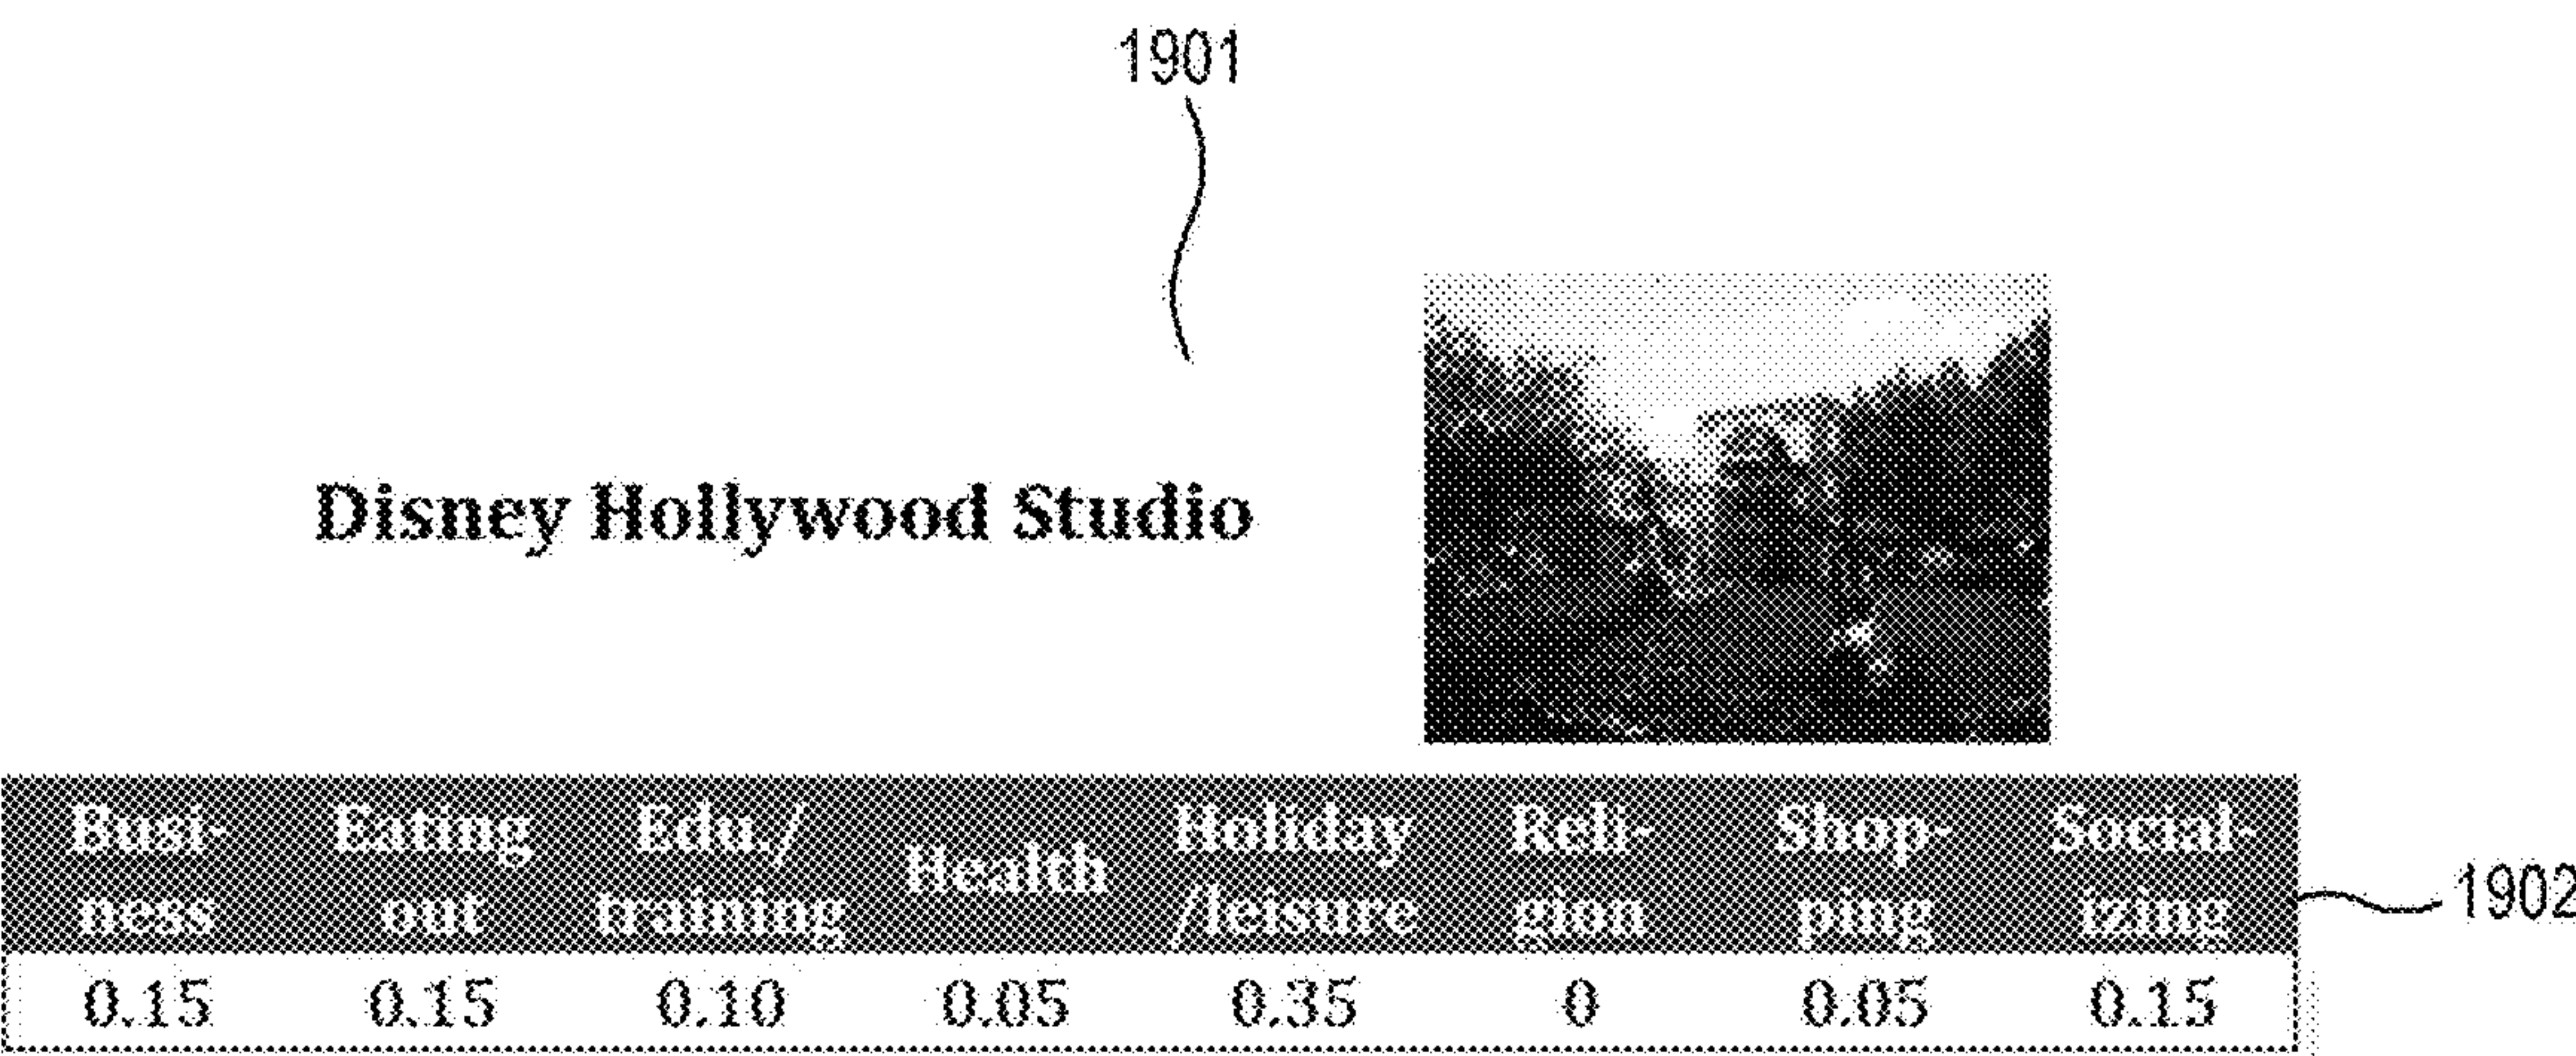 1901
Disney Hollywood Studio
Busi- Eating Edu./ Health Holiday Reli- Shop- Social-
ness out training /leisure gion ping izing
1902
0.15 0.15 0.10 0.05 0.35 0 0.05 0.15